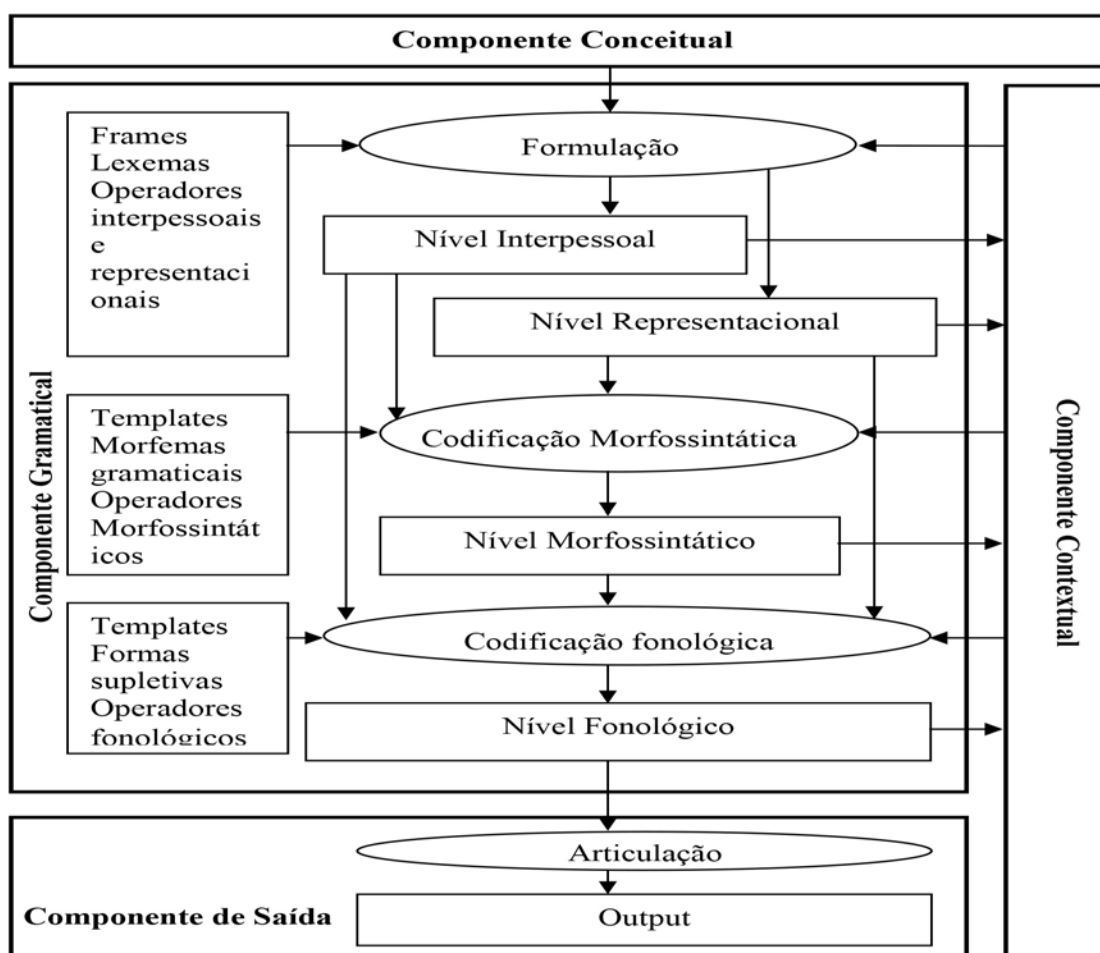 Componente Conceitual
Componente Gramatical
Frames
Lexemas
Operadores
interpessoais
e
representaci
onais
Formulação
Nível Interpessoal
Nível Representacional
Templates
Morfemas
gramaticais
Operadores
Morfossintát
icos
Codificação Morfossintática
Nível Morfossintático
Templates
Formas
supletivas
Operadores
fonológicos
Codificação fonológica
Nível Fonológico
Componente Contextual
Componente de Saída
Articulação
Output